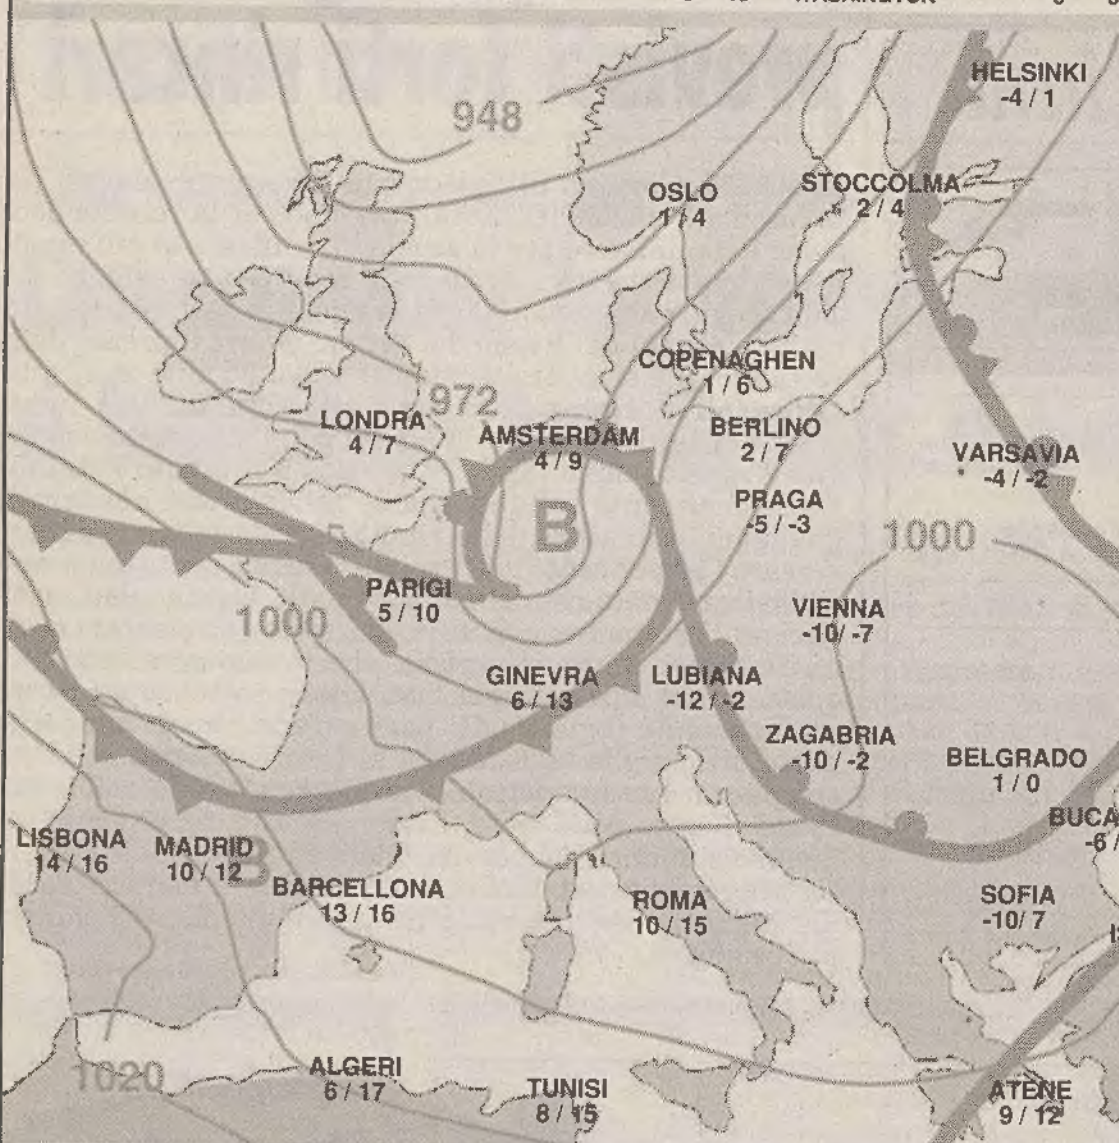 HELSINKI
-4 / 1
948
OSLO
1 / 4
STOCCOLMA
2 / 4
COPENAGHEN
1 / 6
972
LONDRA
4 / 7
AMSTERDAM
4 / 9
BERLINO
2 / 7
VARSAVIA
-4 / -2
PRAGA
-5 / -3
B
1000
PARIGI
5 / 10
1000
VIENNA
-10/ -7
GINEVRA
6 / 13
LUBIANA
-12 / -2
ZAGABRIA
-10 / -2
BELGRADO
1 / 0
BUCA
-6 /
LISBONA
14 / 16
MADRID
10 / 12
B
BARCELLONA
13 / 16
ROMA
10 / 15
SOFIA
-10/ 7
1020
ALGERI
6 / 17
TUNISI
8 / 15
ATENE
9 / 12